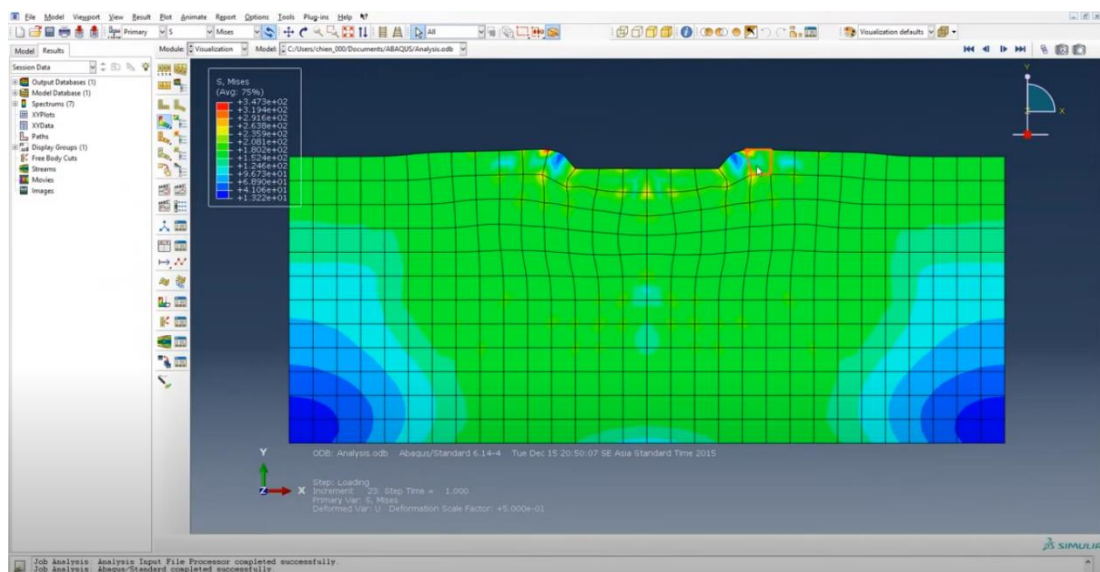 File Model Viewport View Result Plot Animate Report Options Tools Plug-ins Help
Primary S Mises All Visualization defaults
Model Results
Module: Visualization Model: C:/Users/chien_000/Documents/ABAQUS/Analysis.odb
Session Data
Output Databases (1)
Model Database (1)
Spectrums (7)
XYPlots
XYData
Paths
Display Groups (1)
Free Body Cuts
Streams
Movies
Images
S, Mises
(Avg: 75%)
+3.473e+02
+3.194e+02
+2.916e+02
+2.638e+02
+2.359e+02
+2.081e+02
+1.802e+02
+1.524e+02
+1.246e+02
+9.673e+01
+6.890e+01
+4.106e+01
+1.322e+01
Y
X
Z
Y
X
Z
ODB: Analysis.odb Abaqus/Standard 6.14-4 Tue Dec 15 20:50:07 SE Asia Standard Time 2015
Step: Loading
Increment 23: Step Time = 1.000
Primary Var: S, Mises
Deformed Var: U Deformation Scale Factor: +5.000e-01
SIMULIA
Job Analysis: Analysis Input File Processor completed successfully.
Job Analysis: Abaqus/Standard completed successfully.